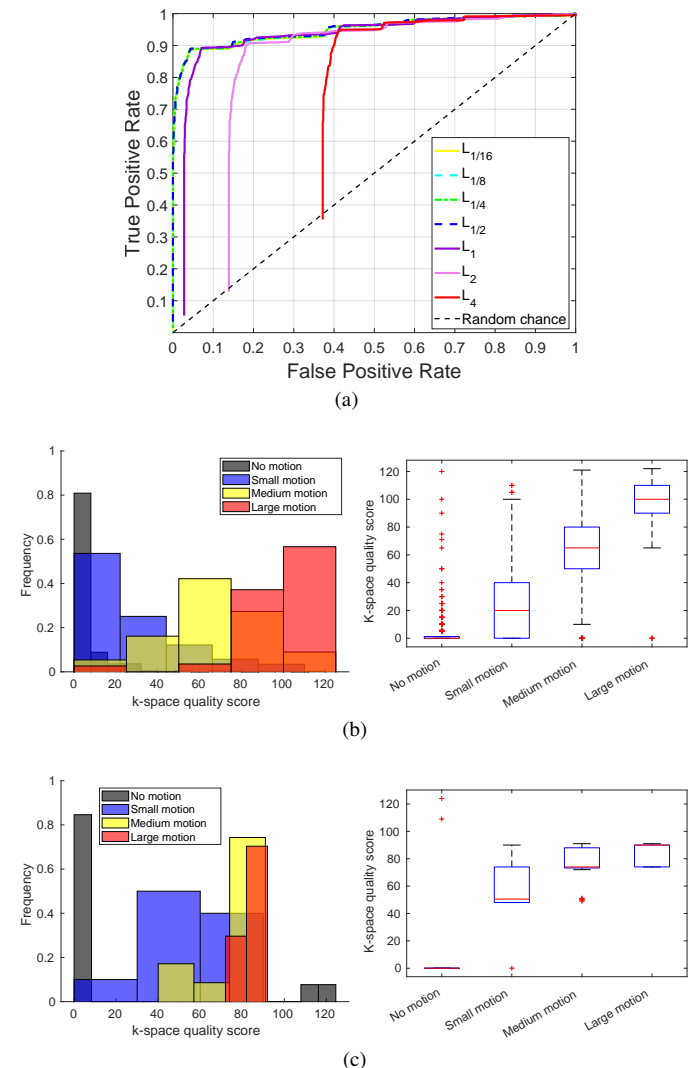 1
0.9
0.8
0.7
0.6
0.5
0.4
0.3
0.2
0.1
True Positive Rate
L1/16
L1/8
L1/4
L1/2
L1
L2
L4
Random chance
0 0.1 0.2 0.3 0.4 0.5 0.6 0.7 0.8 0.9 1
False Positive Rate
(a)
1
0.8
0.6
0.4
0.2
0
Frequency
No motion
Small motion
Medium motion
Large motion
0 20 40 60 80 100 120
k-space quality score
120
100
80
60
40
20
0
K-space quality score
No motion
Small motion
Medium motion
Large motion
(b)
1
0.8
0.6
0.4
0.2
0
Frequency
No motion
Small motion
Medium motion
Large motion
0 20 40 60 80 100 120
k-space quality score
120
100
80
60
40
20
0
K-space quality score
No motion
Small motion
Medium motion
Large motion
(c)